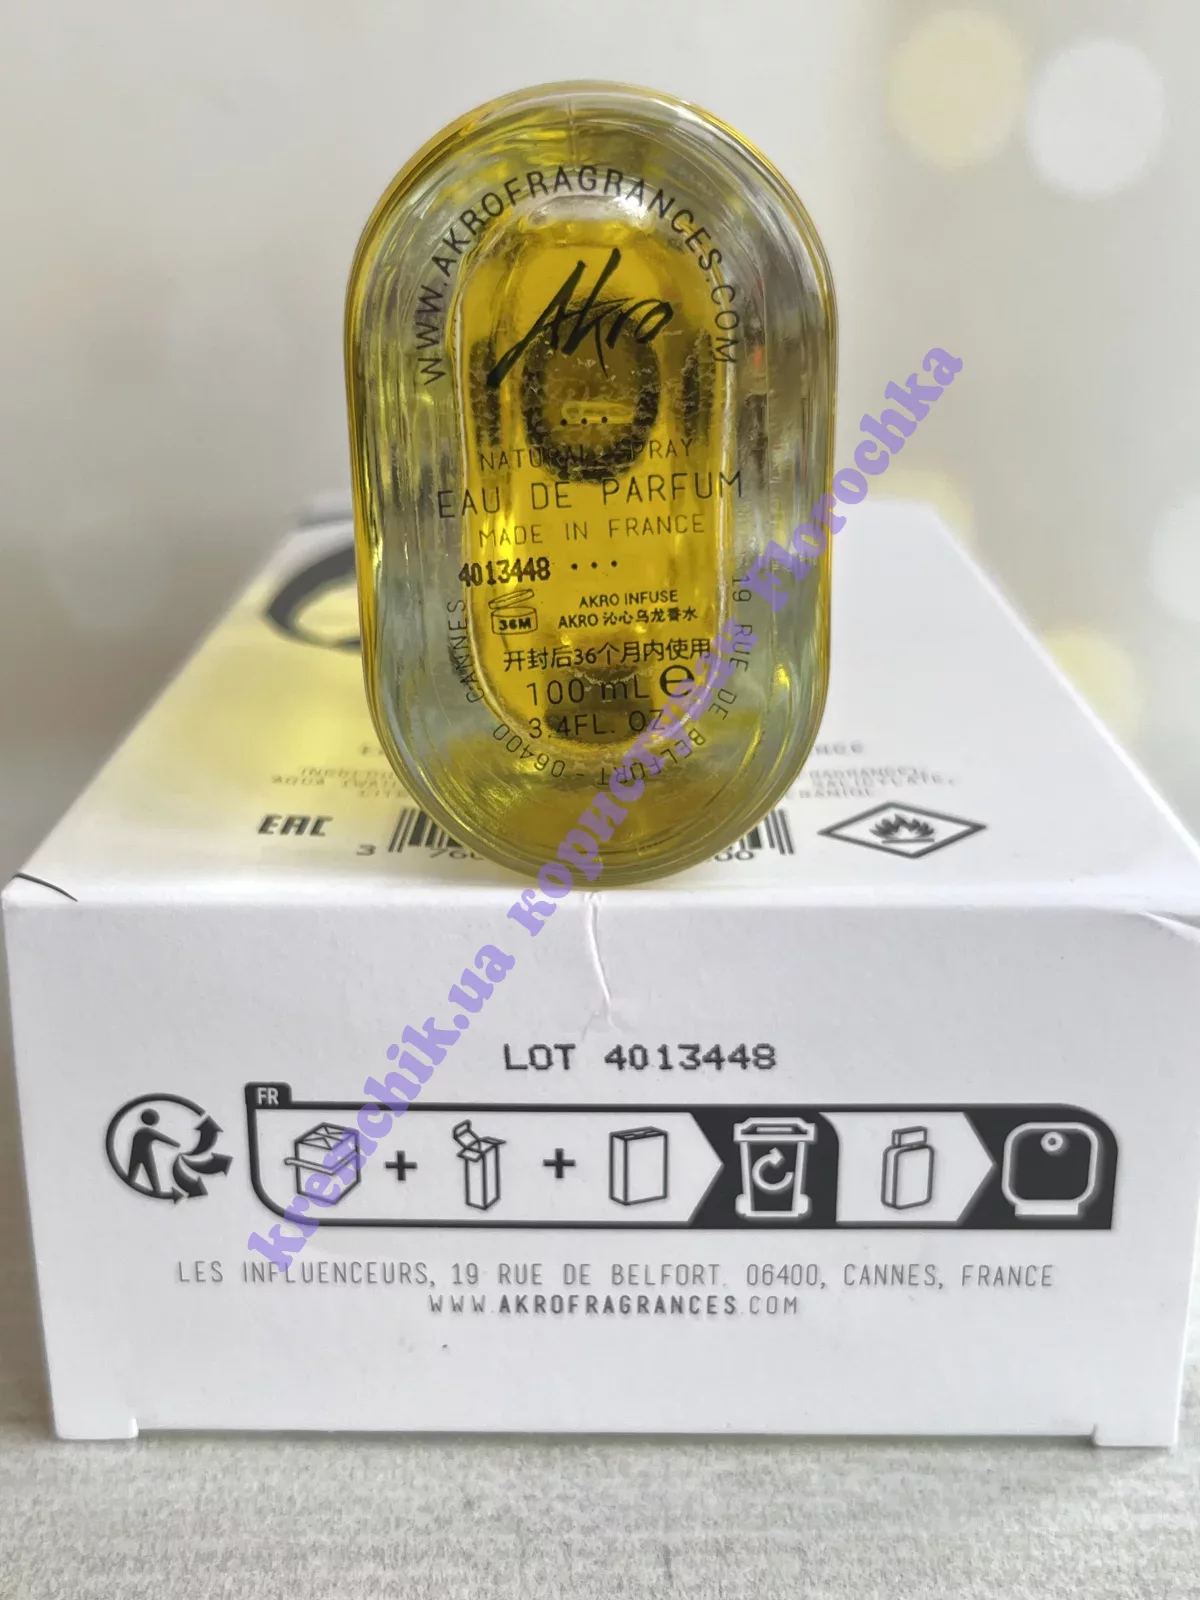 WWW.AKROFRAGRANCES.COM
Akro
NATURAL SPRAY
EAU DE PARFUM
MADE IN FRANCE
4013448
36M
AKRO INFUSE
AKRO 沁心乌龙香水
开封后36个月内使用
100 mL ℮
3.4FL. OZ
19 RUE DE BELFORT - 06400 CANNES
EAC
LOT 4013448
FR
LES INFLUENCEURS, 19 RUE DE BELFORT. 06400, CANNES, FRANCE
WWW.AKROFRAGRANCES.COM
kreschik.ua користувач Florochka